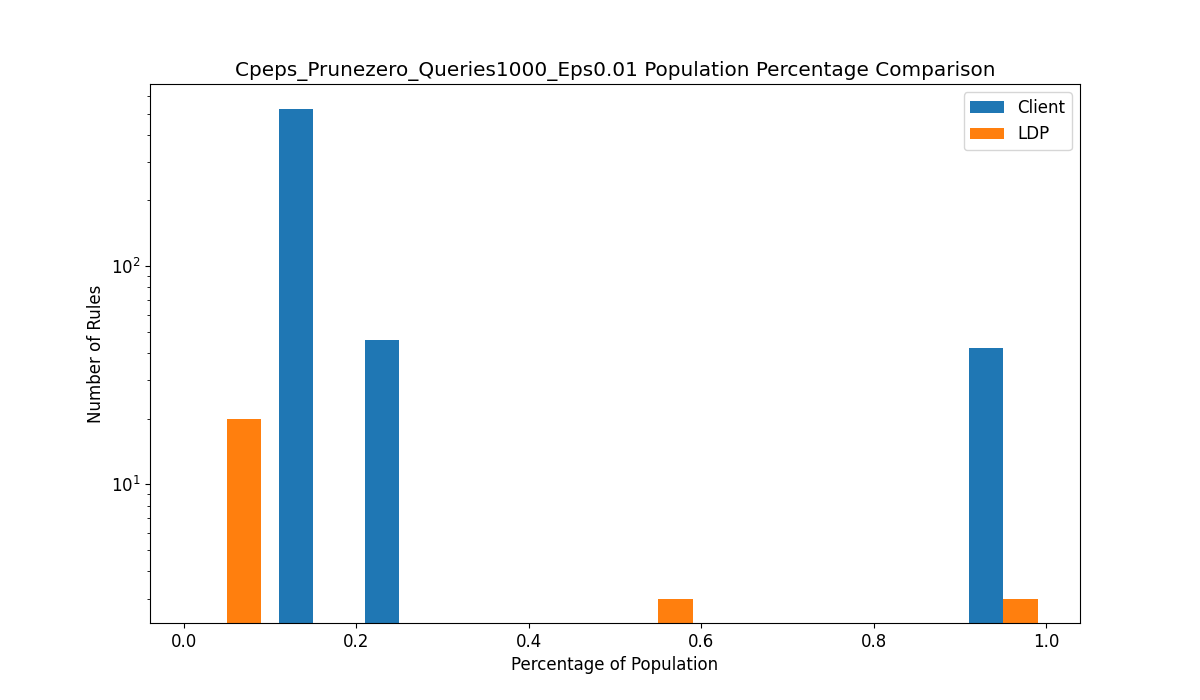 Cpeps_Prunezero_Queries1000_Eps0.01 Population Percentage Comparison
Client
LDP
Number of Rules
10²
10¹
0.0 0.2 0.4 0.6 0.8 1.0
Percentage of Population